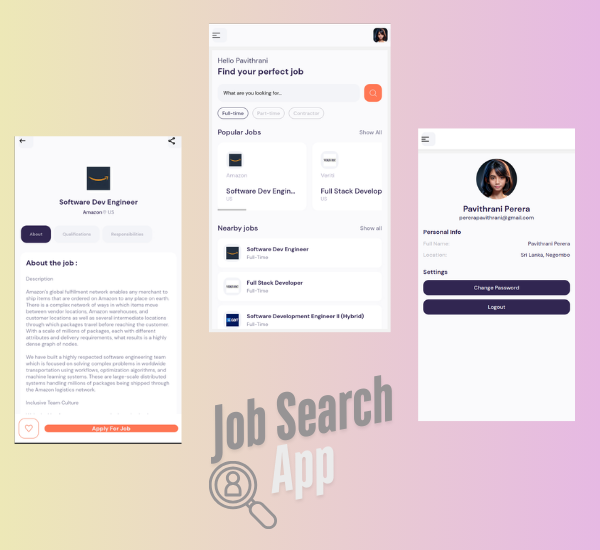 Hello Pavithrani
Find your perfect job
What are you looking for..
Full-time
Part-time
Contractor
Popular Jobs
Show All
Amazon
Software Dev Engin...
US
Full Stack Develop
US
Nearby jobs
Show all
Software Dev Engineer
Full-Time
Full Stack Developer
Full-Time
Software Development Engineer II (Hybrid)
Full-Time
Software Dev Engineer
Amazon
US
About
Qualifications
Responsibilities
About the job :
Description
Amazon's global fulfillment network enables any merchant to
ship items that are ordered on Amazon to any place on earth.
There is a complex network of ways in which items move
between vendor locations, Amazon warehouses, and
customer locations as well as several intermediate locations
through which packages travel before reaching the customer.
With a scale of millions of packages, each with different
attributes and delivery requirements, what results is a highly
dense graph of nodes.
We have built a highly respected software engineering team
which is focused on solving complex problems in worldwide
transportation using workflows, optimization algorithms, and
machine learning systems. These are large-scale distributed
systems handling millions of packages being shipped through
the Amazon logistics network.
Inclusive Team Culture
Apply For Job
Pavithrani Perera
pererapavithrani@gmail.com
Personal Info
Full Name:
Pavithrani Perera
Location:
Sri Lanka, Negombo
Settings
Change Password
Logout
Job Search
App